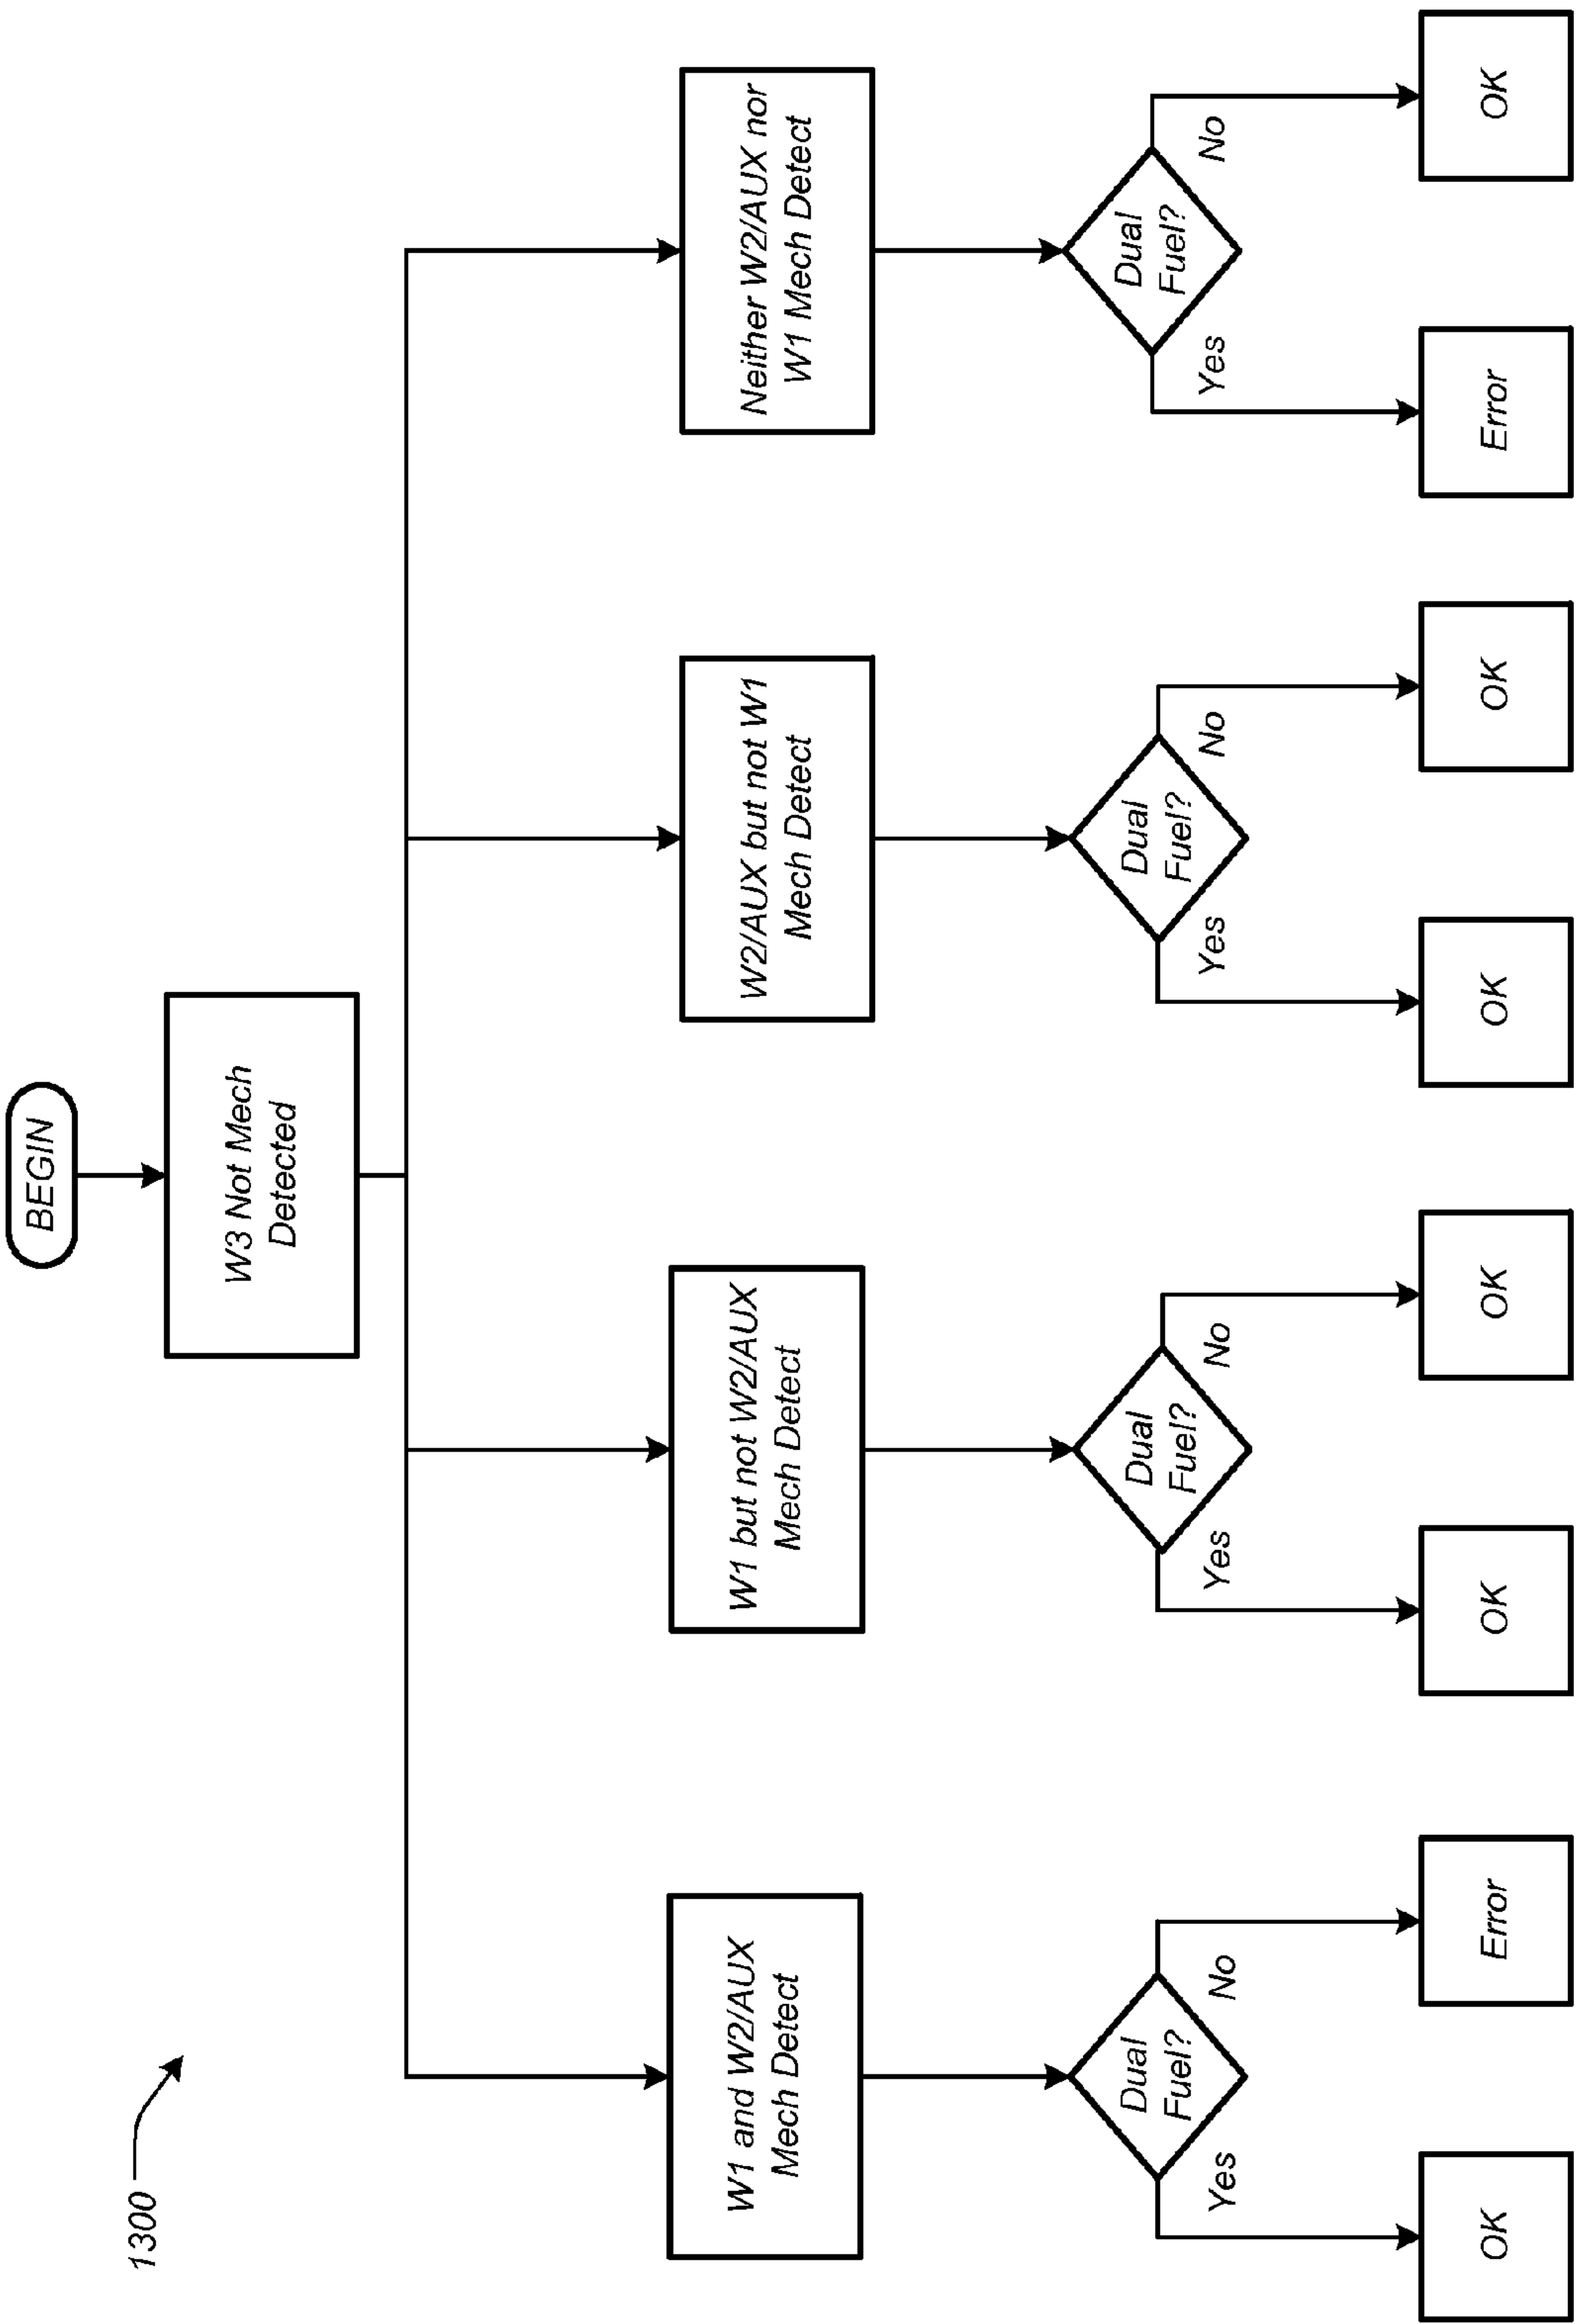 1300
BEGIN
W3 Not Mech
Detected
W1 and W2/AUX
Mech Detect
W1 but not W2/AUX
Mech Detect
W2/AUX but not W1
Mech Detect
Neither W2/AUX nor
W1 Mech Detect
Dual
Fuel?
Yes
No
Dual
Fuel?
Yes
No
Dual
Fuel?
Yes
No
Dual
Fuel?
Yes
No
OK
Error
OK
OK
OK
OK
Error
OK